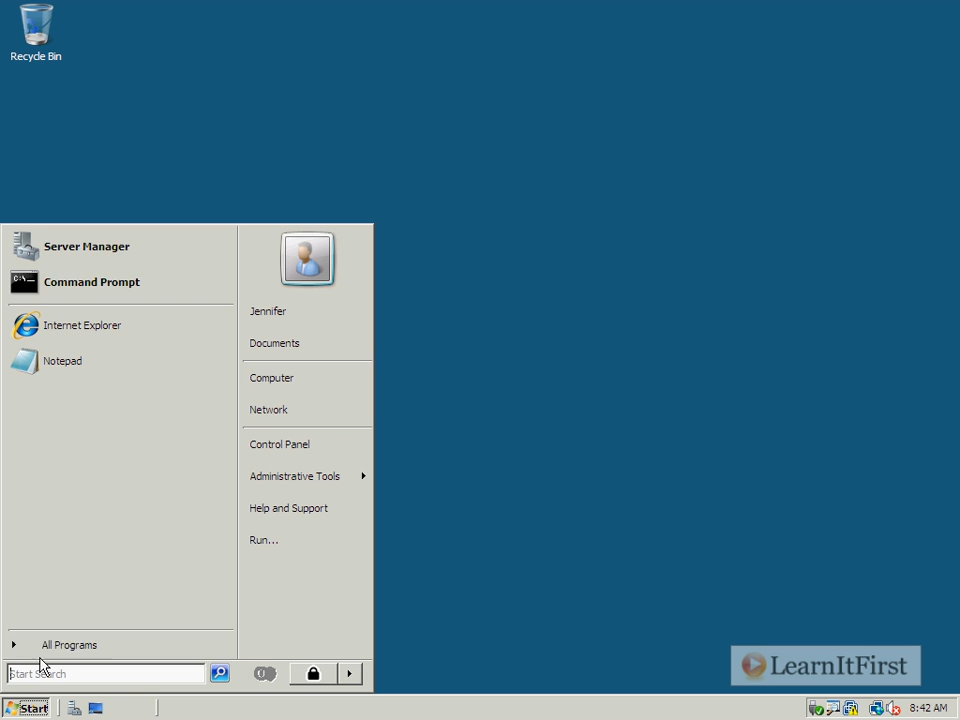 Recycle Bin
Server Manager
Command Prompt
Internet Explorer
Notepad
All Programs
Start Search
Jennifer
Documents
Computer
Network
Control Panel
Administrative Tools
Help and Support
Run...
LearnItFirst
Start
8:42 AM